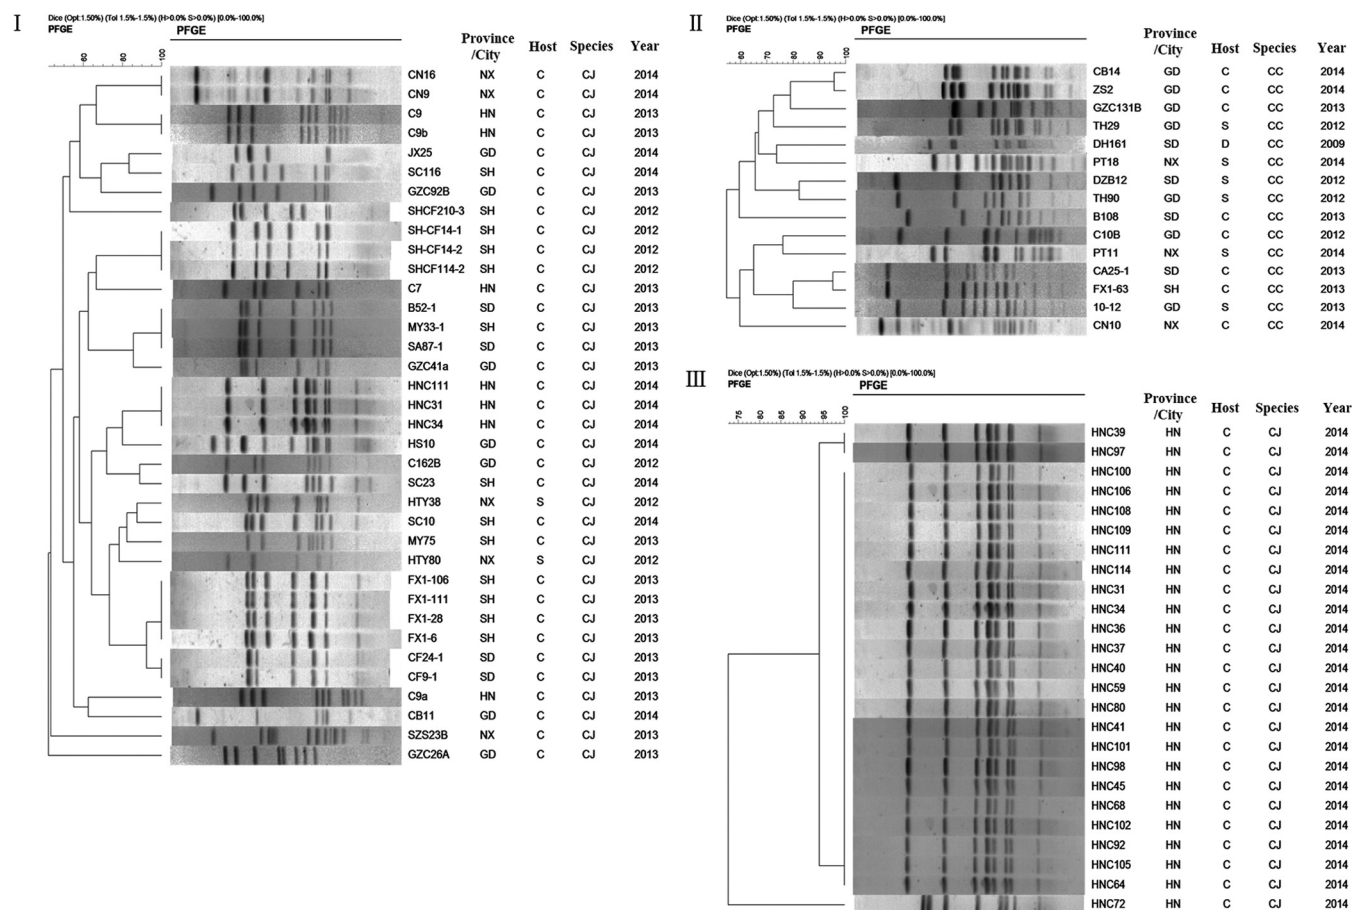 I
Dice (Opt:1.50%) (Tol 1.5%-1.5%) (H>0.0% S>0.0%) [0.0%-100.0%]
PFGE PFGE
60 80 100
Province /City Host Species Year
CN16 NX C CJ 2014
CN9 NX C CJ 2014
C9 HN C CJ 2013
C9b HN C CJ 2013
JX25 GD C CJ 2014
SC116 SH C CJ 2014
GZC92B GD C CJ 2013
SHCF210-3 SH C CJ 2012
SH-CF14-1 SH C CJ 2012
SH-CF14-2 SH C CJ 2012
SHCF114-2 SH C CJ 2012
C7 HN C CJ 2013
B52-1 SD C CJ 2013
MY33-1 SH C CJ 2013
SA87-1 SD C CJ 2013
GZC41a GD C CJ 2013
HNC111 HN C CJ 2014
HNC31 HN C CJ 2014
HNC34 HN C CJ 2014
HS10 GD C CJ 2014
C162B GD C CJ 2012
SC23 SH C CJ 2014
HTY38 NX S CJ 2012
SC10 SH C CJ 2014
MY75 SH C CJ 2013
HTY80 NX S CJ 2012
FX1-106 SH C CJ 2013
FX1-111 SH C CJ 2013
FX1-28 SH C CJ 2013
FX1-6 SH C CJ 2013
CF24-1 SD C CJ 2013
CF9-1 SD C CJ 2013
C9a HN C CJ 2013
CB11 GD C CJ 2014
SZS23B NX C CJ 2013
GZC26A GD C CJ 2013
II
Dice (Opt:1.50%) (Tol 1.5%-1.5%) (H>0.0% S>0.0%) [0.0%-100.0%]
PFGE PFGE
60 70 80 90 100
Province /City Host Species Year
CB14 GD C CC 2014
ZS2 GD C CC 2014
GZC131B GD C CC 2013
TH29 GD S CC 2012
DH161 SD D CC 2009
PT18 NX S CC 2014
DZB12 SD S CC 2012
TH90 GD S CC 2012
B108 SD C CC 2013
C10B GD C CC 2012
PT11 NX S CC 2014
CA25-1 SD C CC 2013
FX1-63 SH C CC 2013
10-12 GD S CC 2013
CN10 NX C CC 2014
III
Dice (Opt:1.50%) (Tol 1.5%-1.5%) (H>0.0% S>0.0%) [0.0%-100.0%]
PFGE PFGE
75 80 85 90 95 100
Province /City Host Species Year
HNC39 HN C CJ 2014
HNC97 HN C CJ 2014
HNC100 HN C CJ 2014
HNC106 HN C CJ 2014
HNC108 HN C CJ 2014
HNC109 HN C CJ 2014
HNC111 HN C CJ 2014
HNC114 HN C CJ 2014
HNC31 HN C CJ 2014
HNC34 HN C CJ 2014
HNC36 HN C CJ 2014
HNC37 HN C CJ 2014
HNC40 HN C CJ 2014
HNC59 HN C CJ 2014
HNC80 HN C CJ 2014
HNC41 HN C CJ 2014
HNC101 HN C CJ 2014
HNC98 HN C CJ 2014
HNC45 HN C CJ 2014
HNC68 HN C CJ 2014
HNC102 HN C CJ 2014
HNC92 HN C CJ 2014
HNC105 HN C CJ 2014
HNC64 HN C CJ 2014
HNC72 HN C CJ 2014